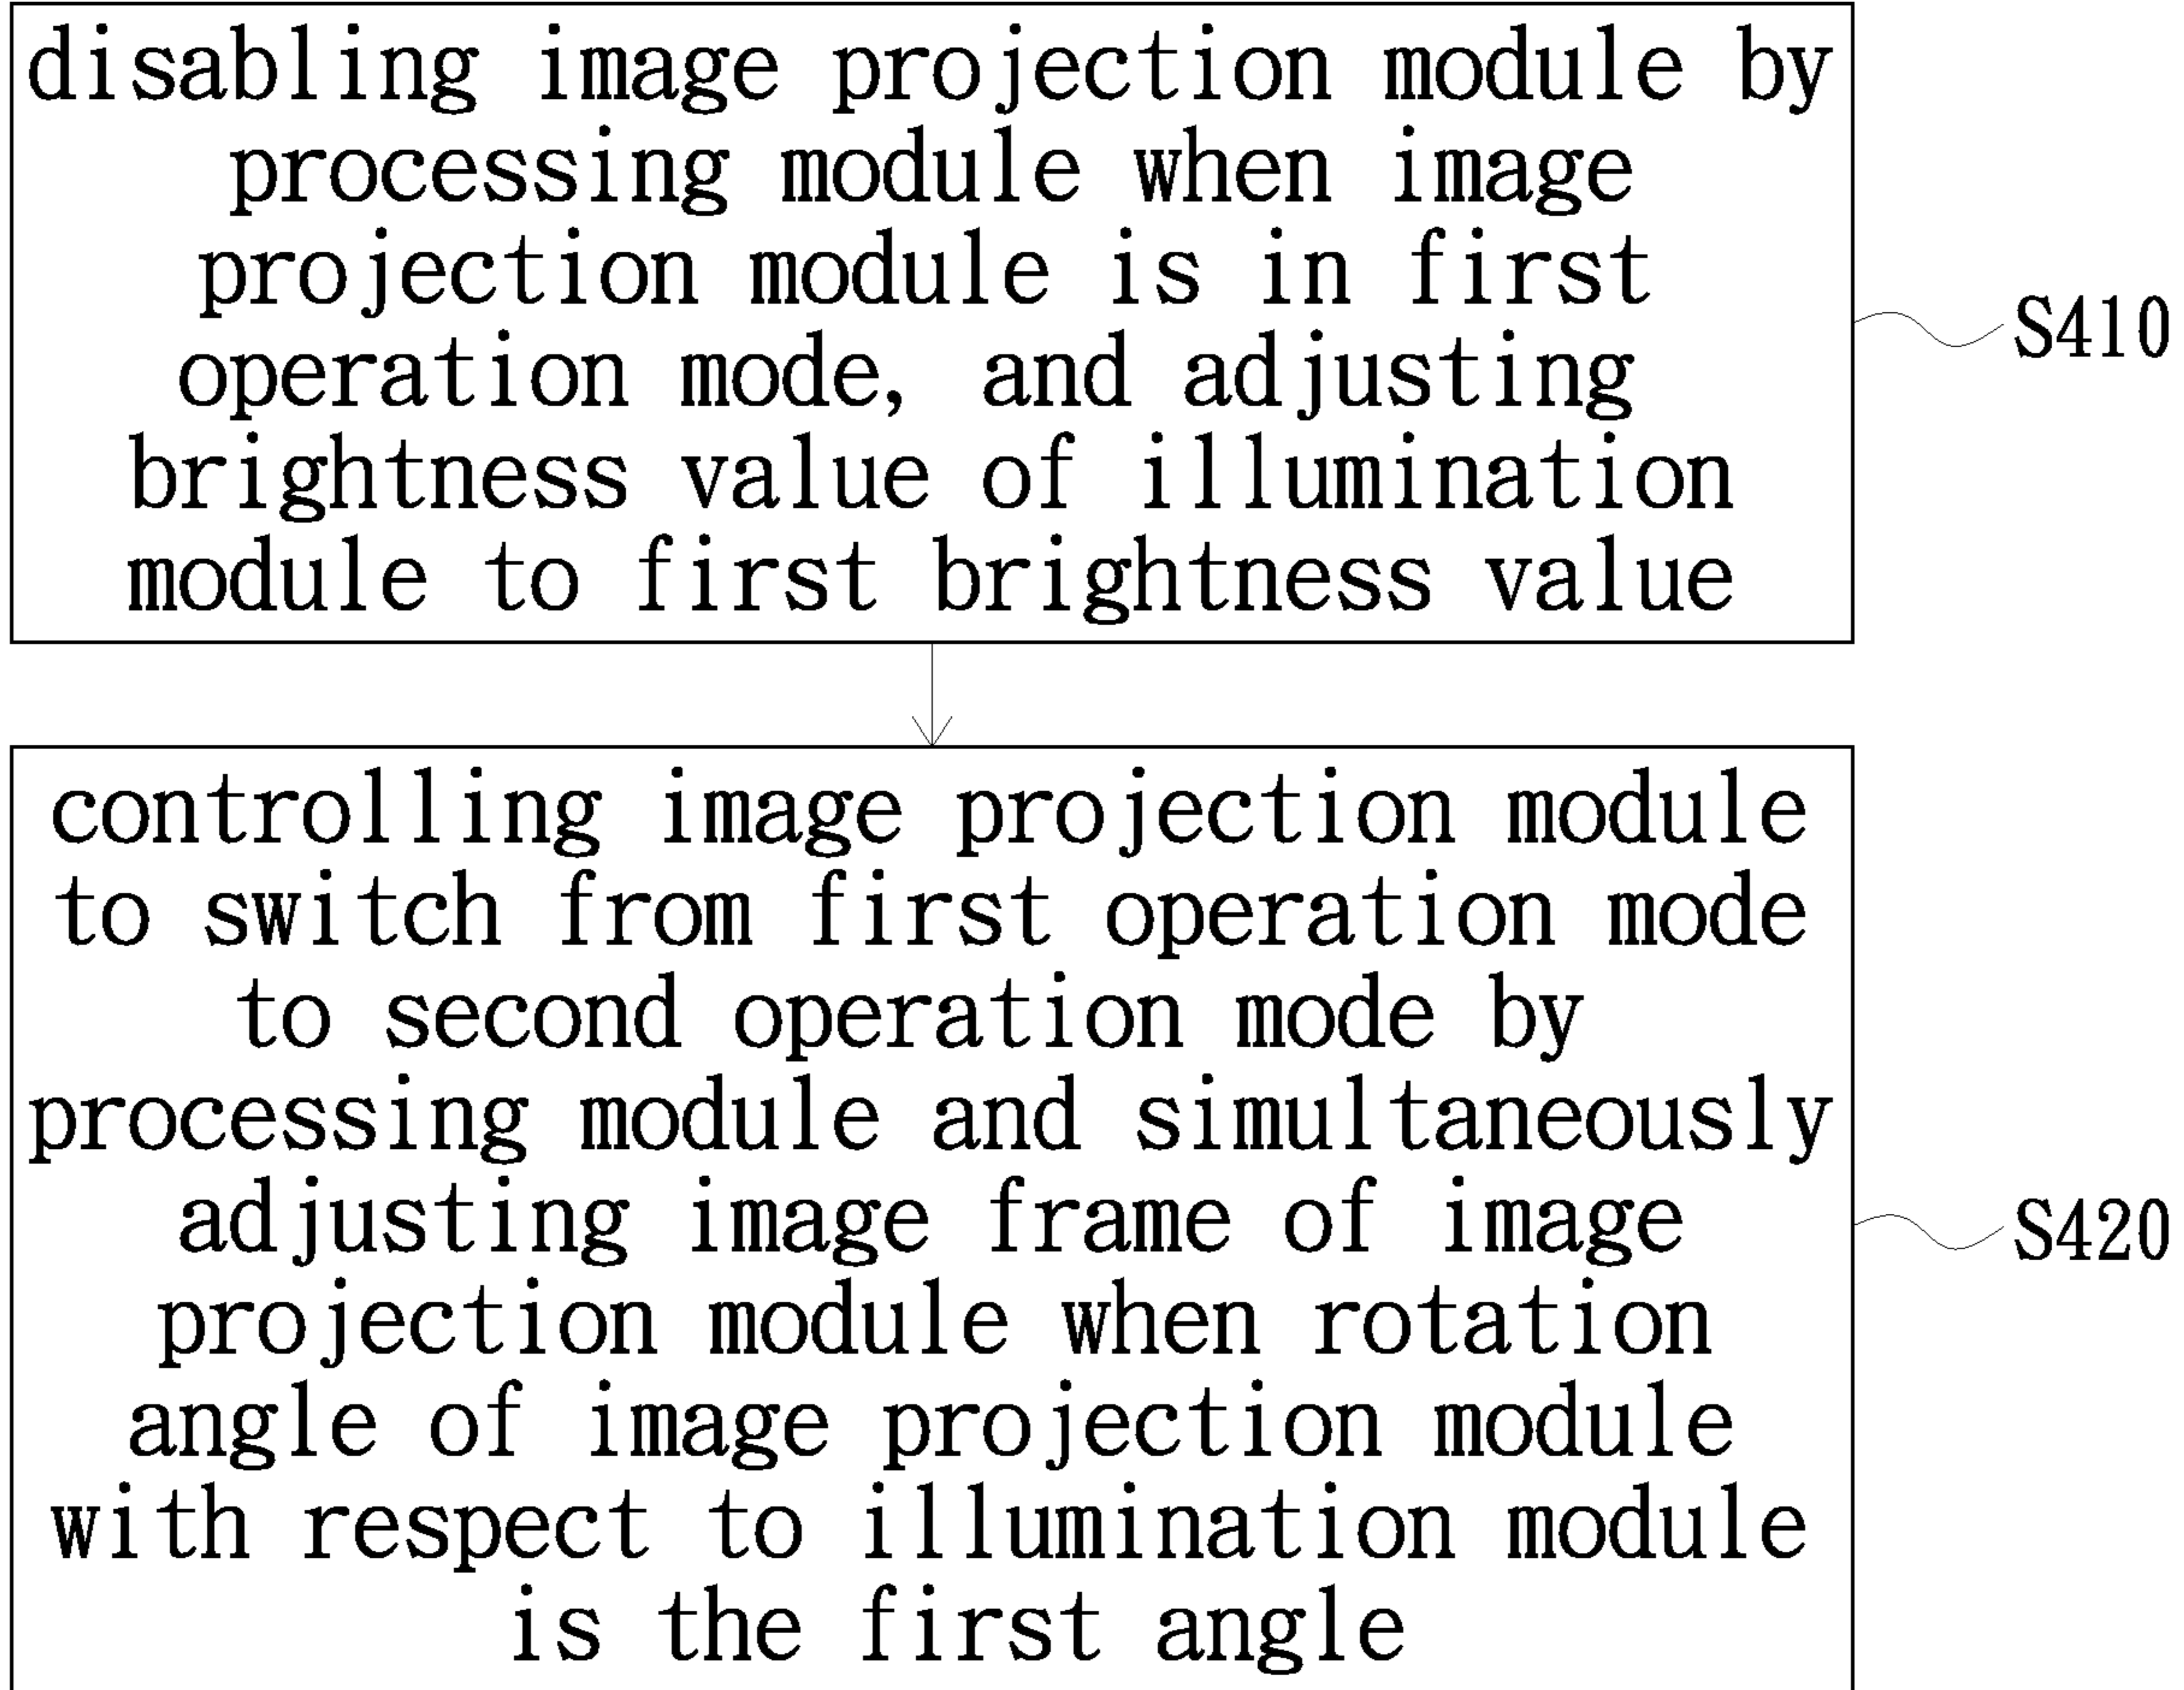 disabling image projection module by
processing module when image
projection module is in first
operation mode, and adjusting
brightness value of illumination
module to first brightness value
S410
controlling image projection module
to switch from first operation mode
to second operation mode by
processing module and simultaneously
adjusting image frame of image
projection module when rotation
angle of image projection module
with respect to illumination module
is the first angle
S420